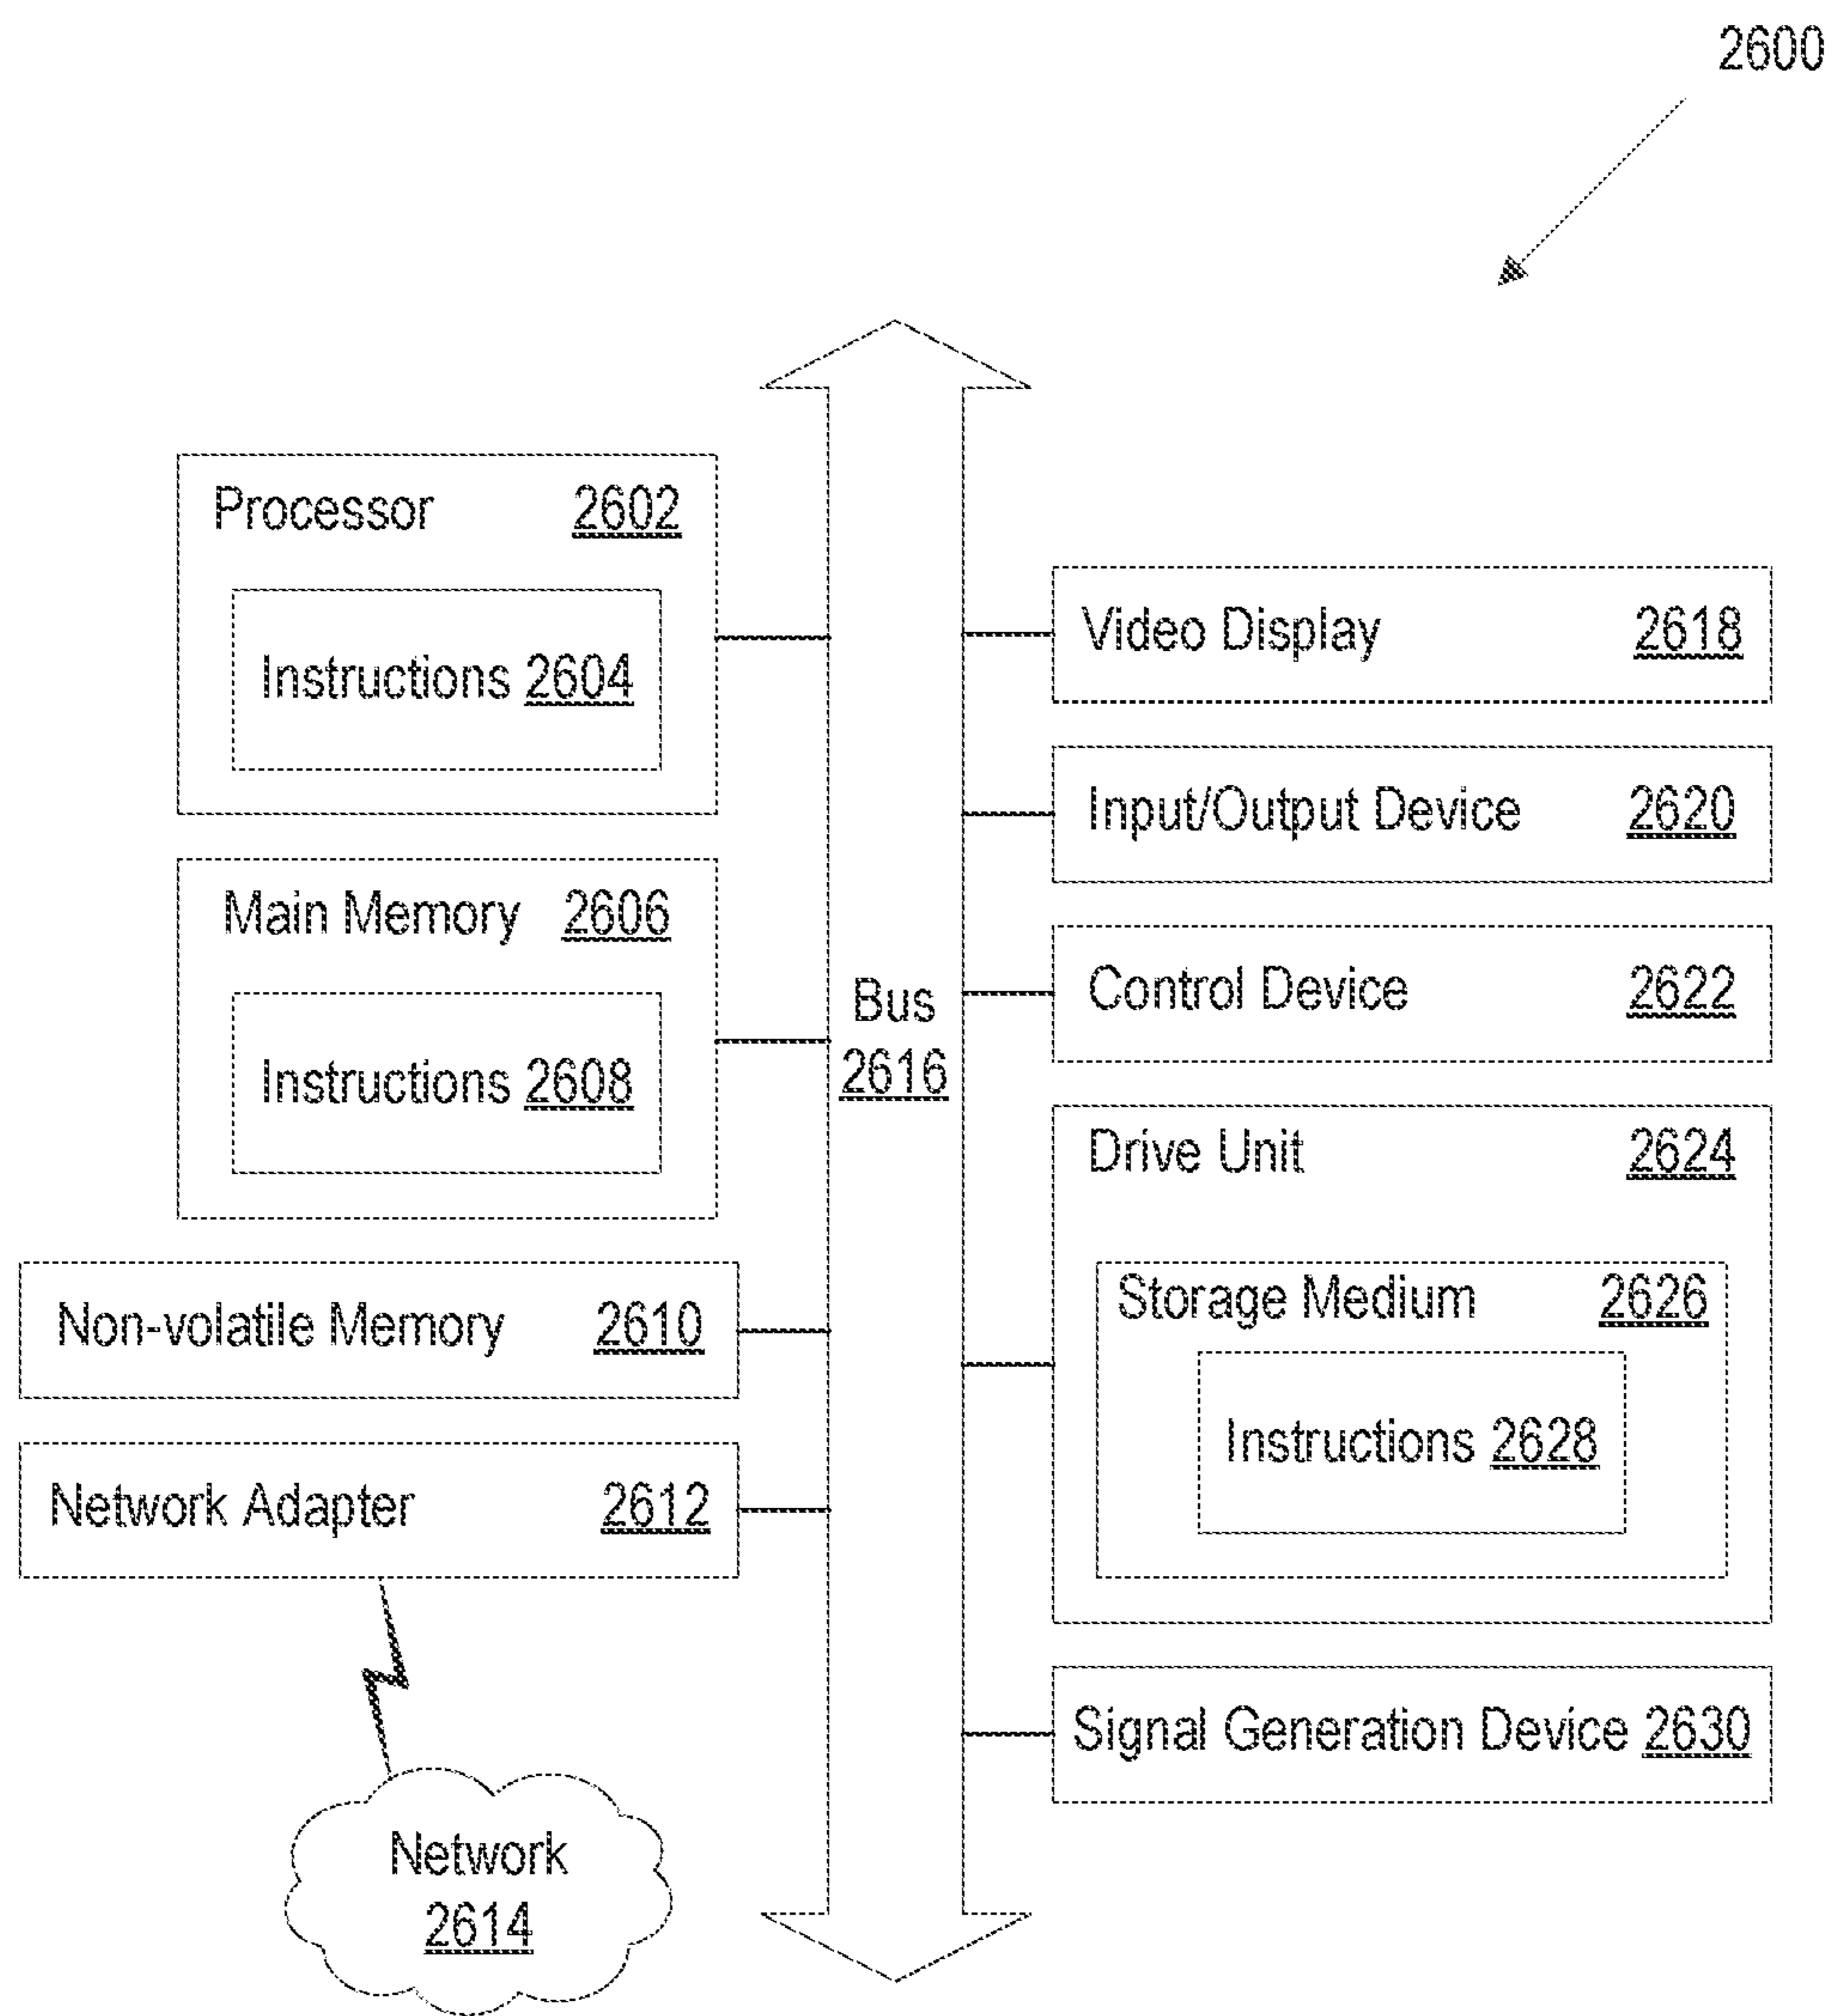 2600
Processor 2602
Instructions 2604
Main Memory 2606
Instructions 2608
Non-volatile Memory 2610
Network Adapter 2612
Network
2614
Bus
2616
Video Display 2618
Input/Output Device 2620
Control Device 2622
Drive Unit 2624
Storage Medium 2626
Instructions 2628
Signal Generation Device 2630